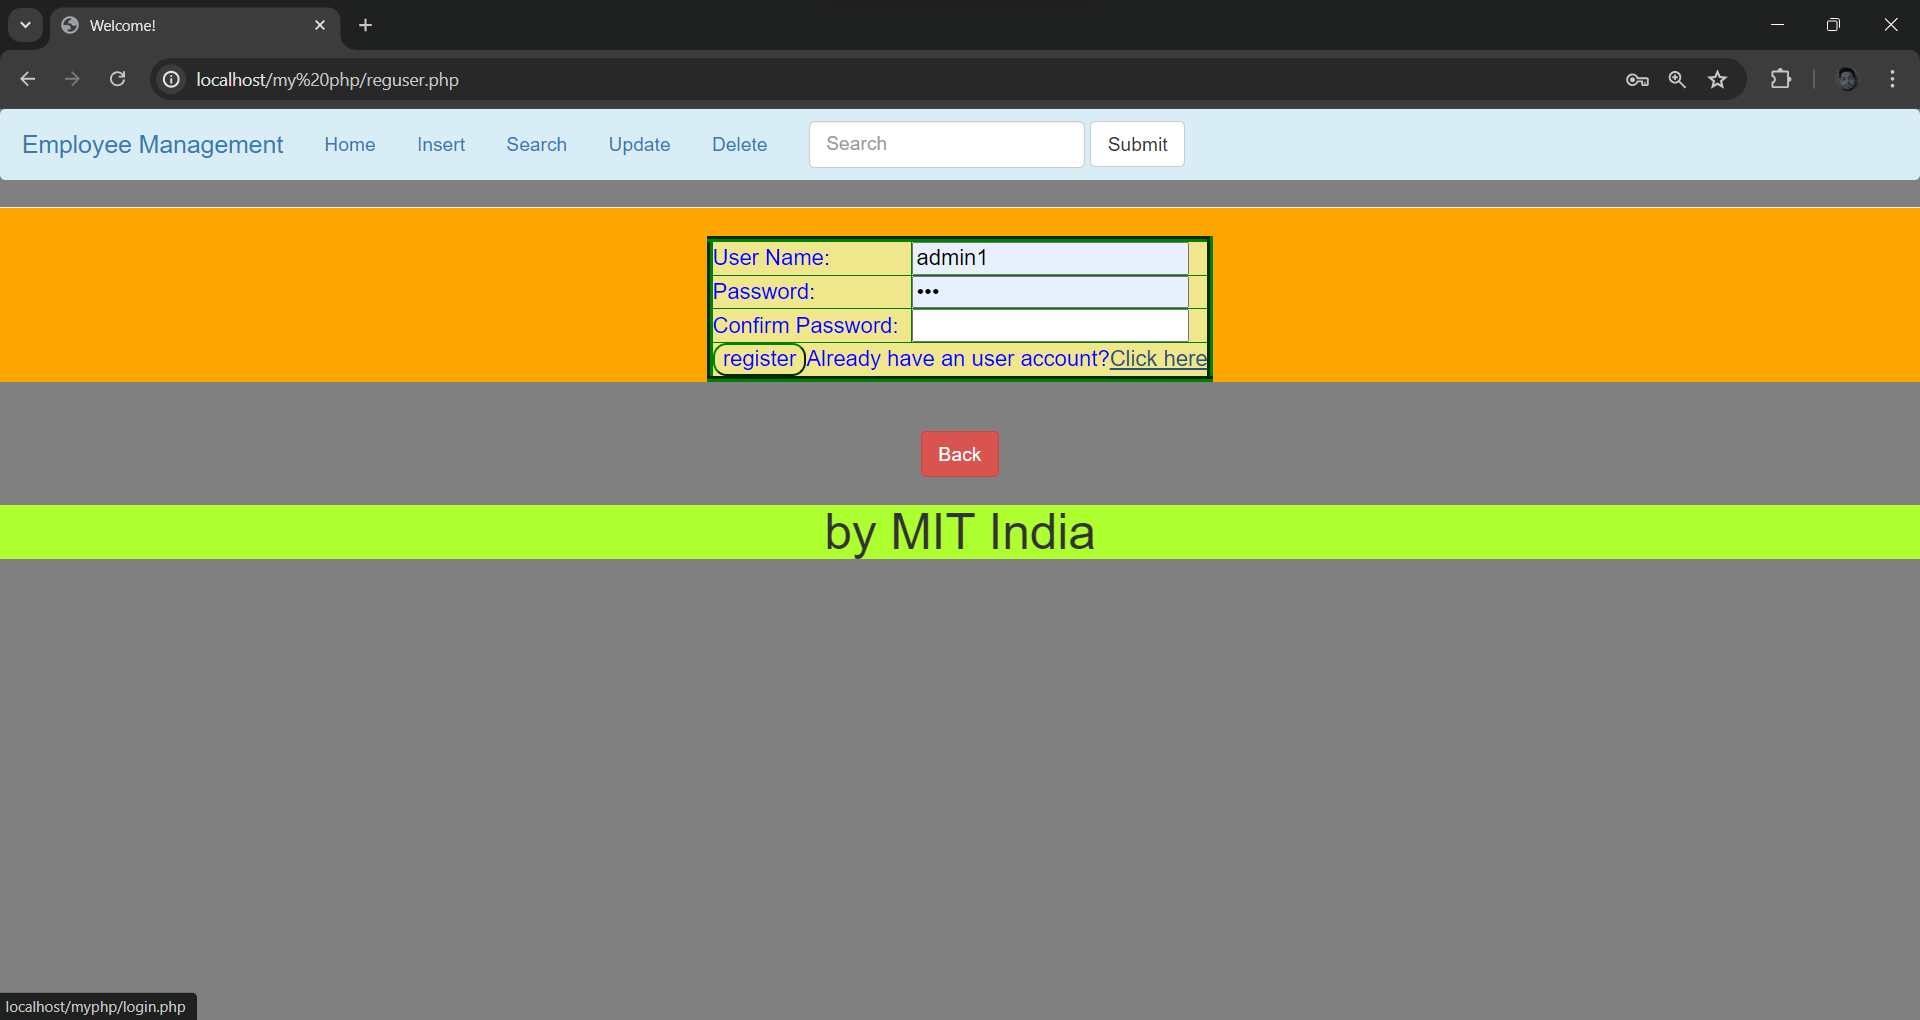 Welcome!
localhost/my%20php/reguser.php
Employee Management Home Insert Search Update Delete Search Submit
User Name: admin1
Password: •••
Confirm Password:
register Already have an user account?Click here
Back
by MIT India
localhost/myphp/login.php